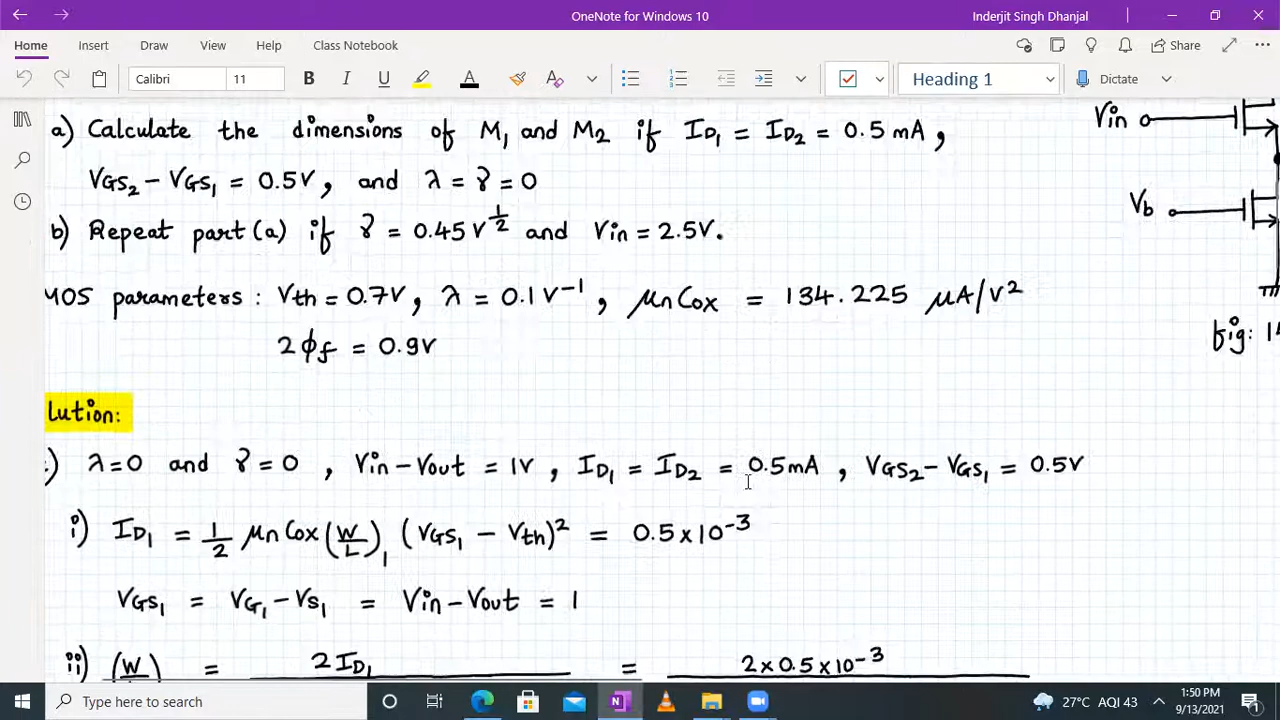 OneNote for Windows 10
Inderjit Singh Dhanjal
Home Insert Draw View Help Class Notebook
Share
Calibri 11 B I U A Heading 1 Dictate
a) Calculate the dimensions of M1 and M2 if ID1 = ID2 = 0.5 mA,
VGS2 - VGS1 = 0.5V, and λ = γ = 0
b) Repeat part (a) if γ = 0.45 V^1/2 and Vin = 2.5V.
MOS parameters : Vth = 0.7V, λ = 0.1 V^-1, μnCox = 134.225 μA/V^2
2ϕf = 0.9V
Vin
Vb
fig: 1
lution:
) λ=0 and γ=0, Vin-Vout = 1V, ID1 = ID2 = 0.5mA, VGS2 - VGS1 = 0.5V
i) ID1 = 1/2 μnCox (W/L)1 (VGS1 - Vth)^2 = 0.5x10^-3
VGS1 = VG1 - VS1 = Vin - Vout = 1
ii) (W = 2ID1 = 2x0.5x10^-3
Type here to search
27°C AQI 43
1:50 PM
9/13/2021